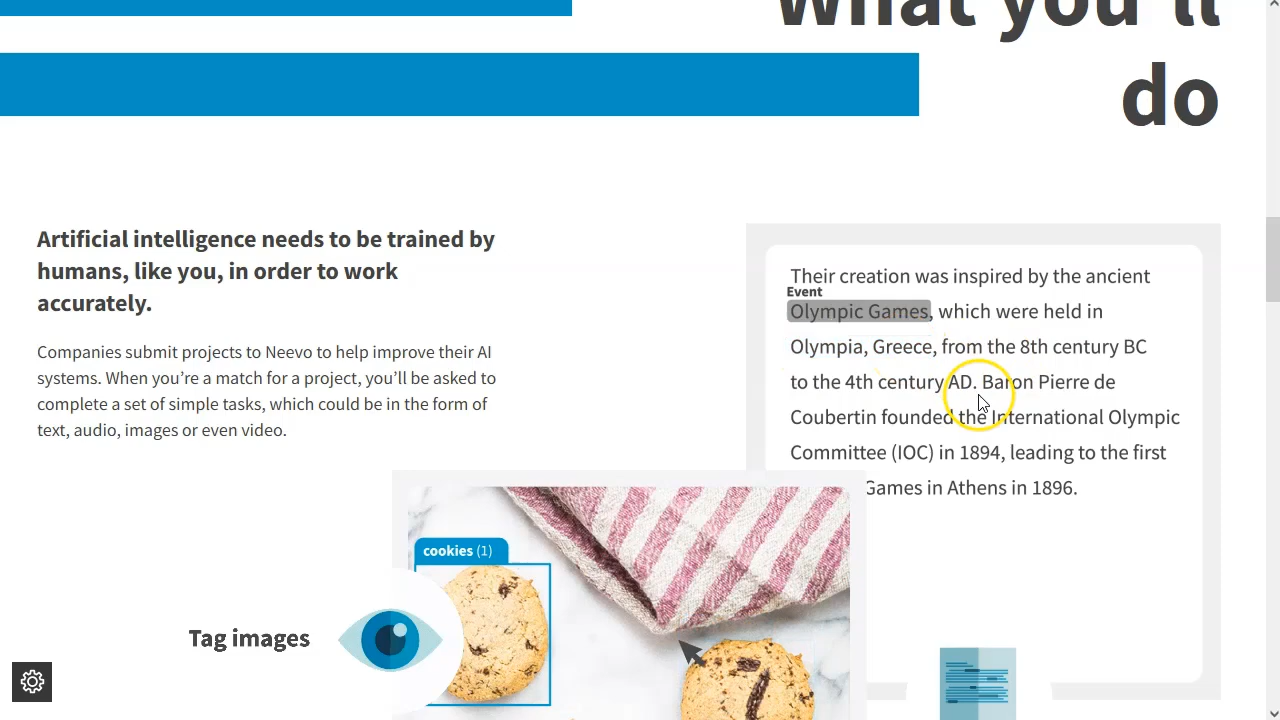 What you'll
do
Artificial intelligence needs to be trained by
humans, like you, in order to work
accurately.
Companies submit projects to Neevo to help improve their AI
systems. When you’re a match for a project, you’ll be asked to
complete a set of simple tasks, which could be in the form of
text, audio, images or even video.
Their creation was inspired by the ancient
Event
Olympic Games, which were held in
Olympia, Greece, from the 8th century BC
to the 4th century AD. Baron Pierre de
Coubertin founded the International Olympic
Committee (IOC) in 1894, leading to the first
Games in Athens in 1896.
cookies (1)
Tag images